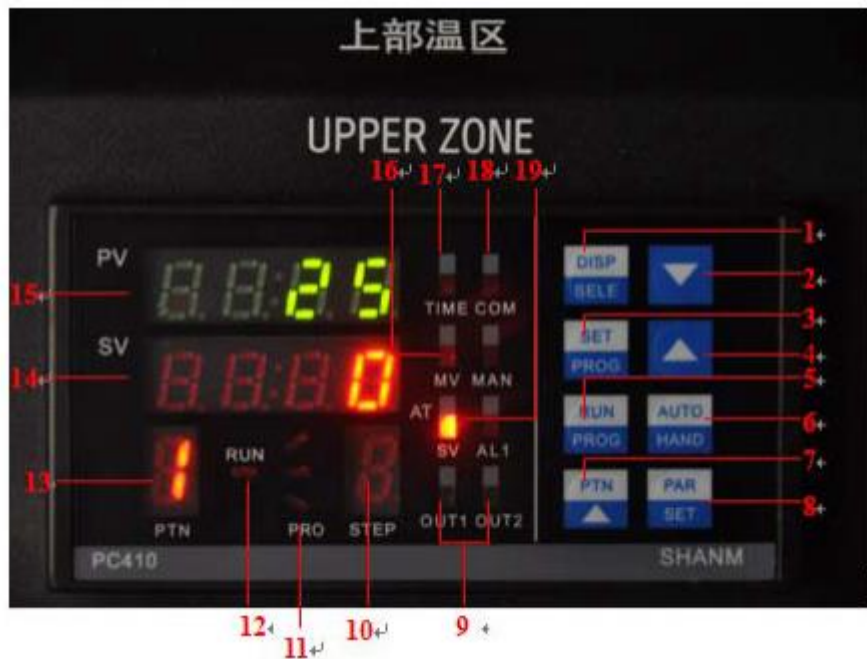 上部温区
UPPER ZONE
16 17 18 19
PV 25
TIME COM
15
SV 0
MV MAN
14
AT
SV AL1
1 RUN
13
OUT1 OUT2
PTN PRO STEP
PC410 SHANM
12 11 10 9
DISP
SELE
1
2
SET
PROG
3
4
RUN
PROG
AUTO
HAND
5
6
PTN
PAR
SET
7
8